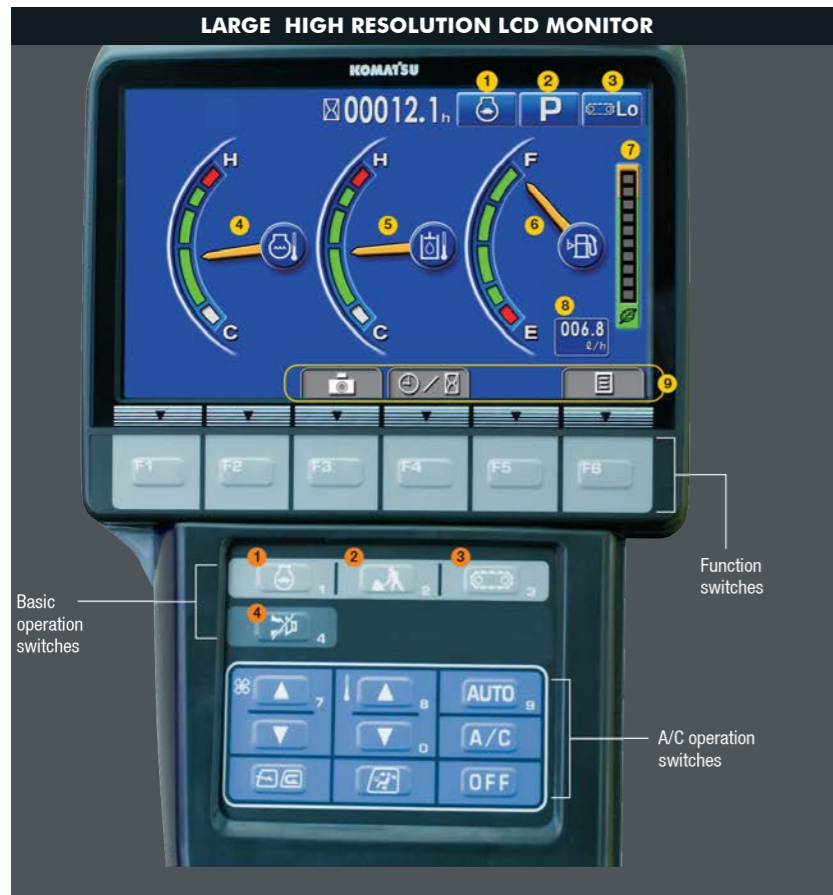 LARGE HIGH RESOLUTION LCD MONITOR
KOMATSU
1 2 3
00012.1h P Lo
7
H H F
4 5 6
8
C C E 006.8
ℓ/h
9
F1 F2 F3 F4 F5 F6
Function
switches
1 2 3
1 2 3
Basic
operation
switches
4
4
7 8 AUTO 9
0 A/C
A/C operation
switches
OFF